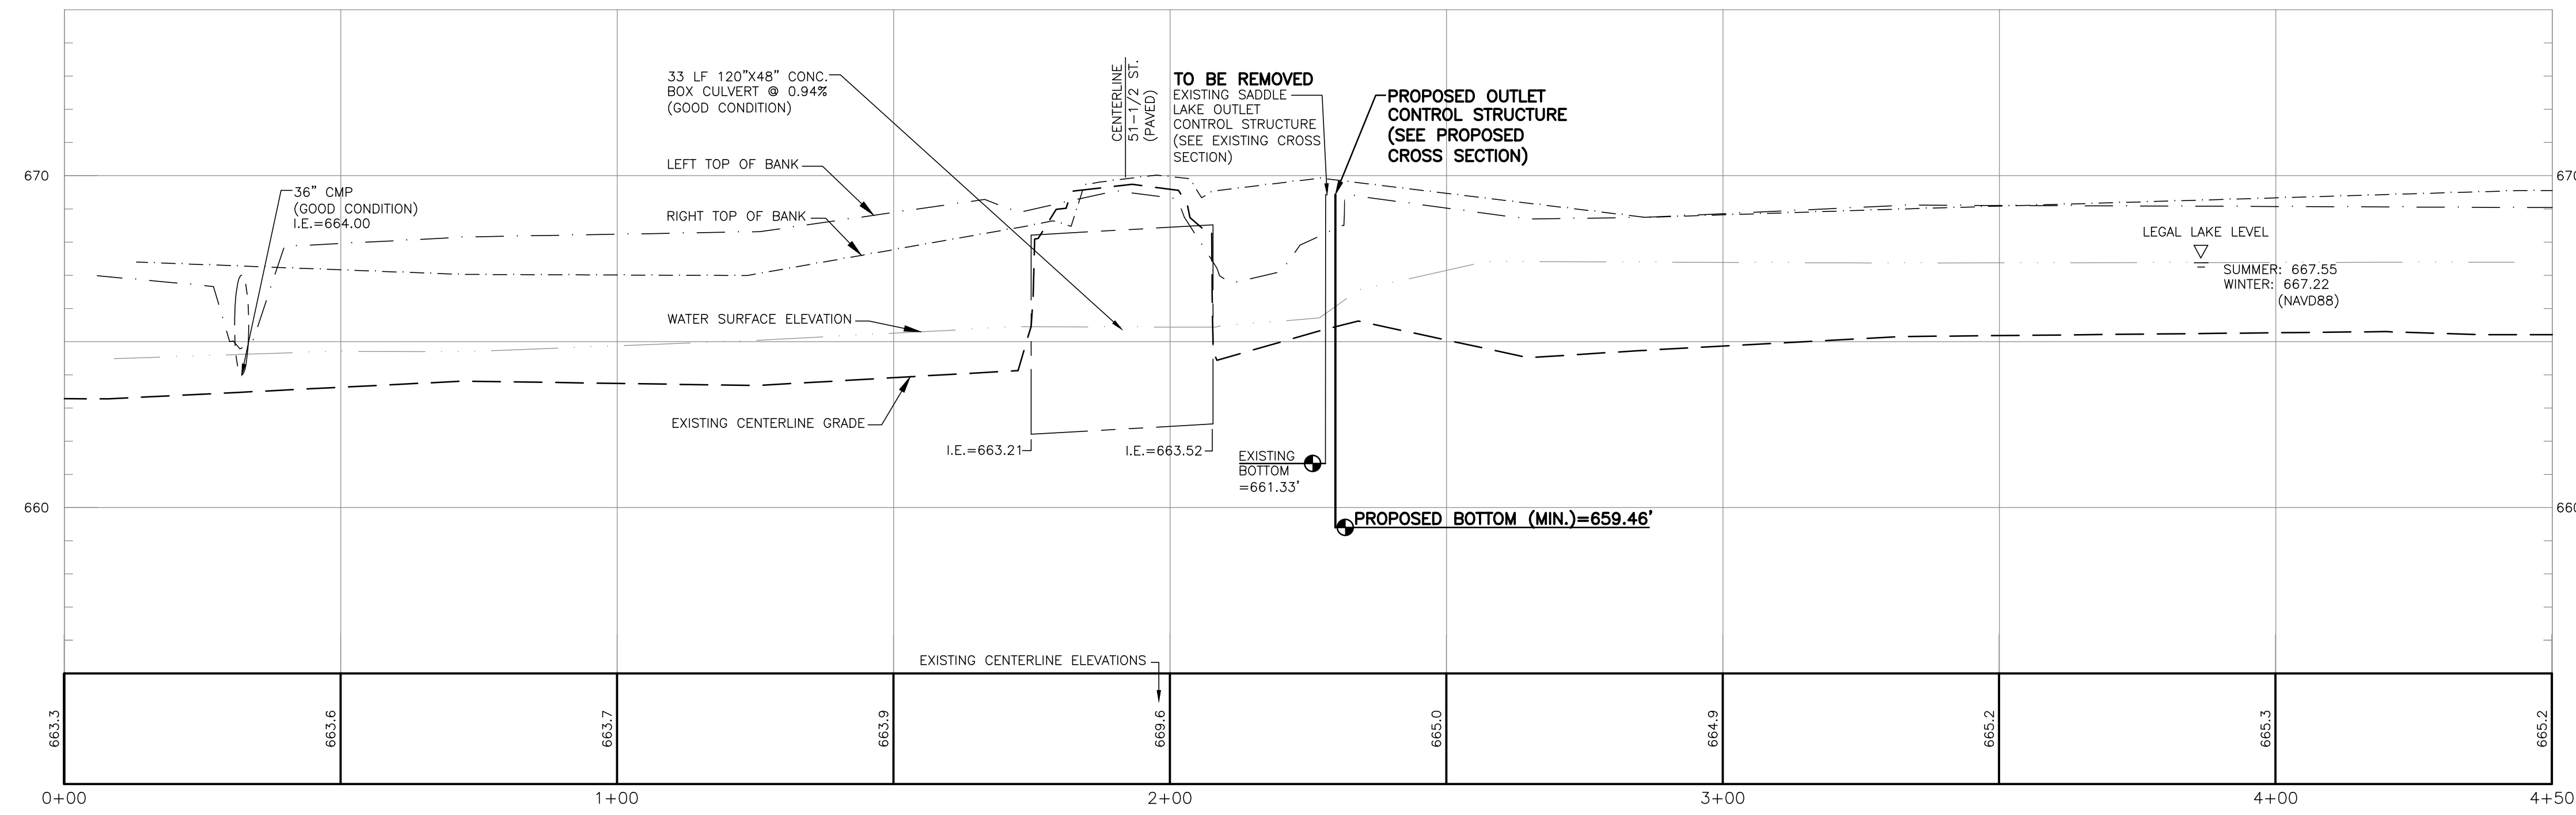 33 LF 120"X48" CONC.
BOX CULVERT @ 0.94%
(GOOD CONDITION)
CENTERLINE
51-1/2 ST.
(PAVED)
TO BE REMOVED
EXISTING SADDLE
LAKE OUTLET
CONTROL STRUCTURE
(SEE EXISTING CROSS
SECTION)
PROPOSED OUTLET
CONTROL STRUCTURE
(SEE PROPOSED
CROSS SECTION)
LEFT TOP OF BANK
670
670
36" CMP
(GOOD CONDITION)
I.E.=664.00
RIGHT TOP OF BANK
LEGAL LAKE LEVEL
SUMMER: 667.55
WINTER: 667.22
(NAVD88)
WATER SURFACE ELEVATION
EXISTING CENTERLINE GRADE
I.E.=663.21
I.E.=663.52
EXISTING
BOTTOM
=661.33'
660
660
PROPOSED BOTTOM (MIN.)=659.46'
EXISTING CENTERLINE ELEVATIONS
663.3
663.6
663.7
663.9
669.6
665.0
664.9
665.2
665.3
665.2
0+00
1+00
2+00
3+00
4+00
4+50